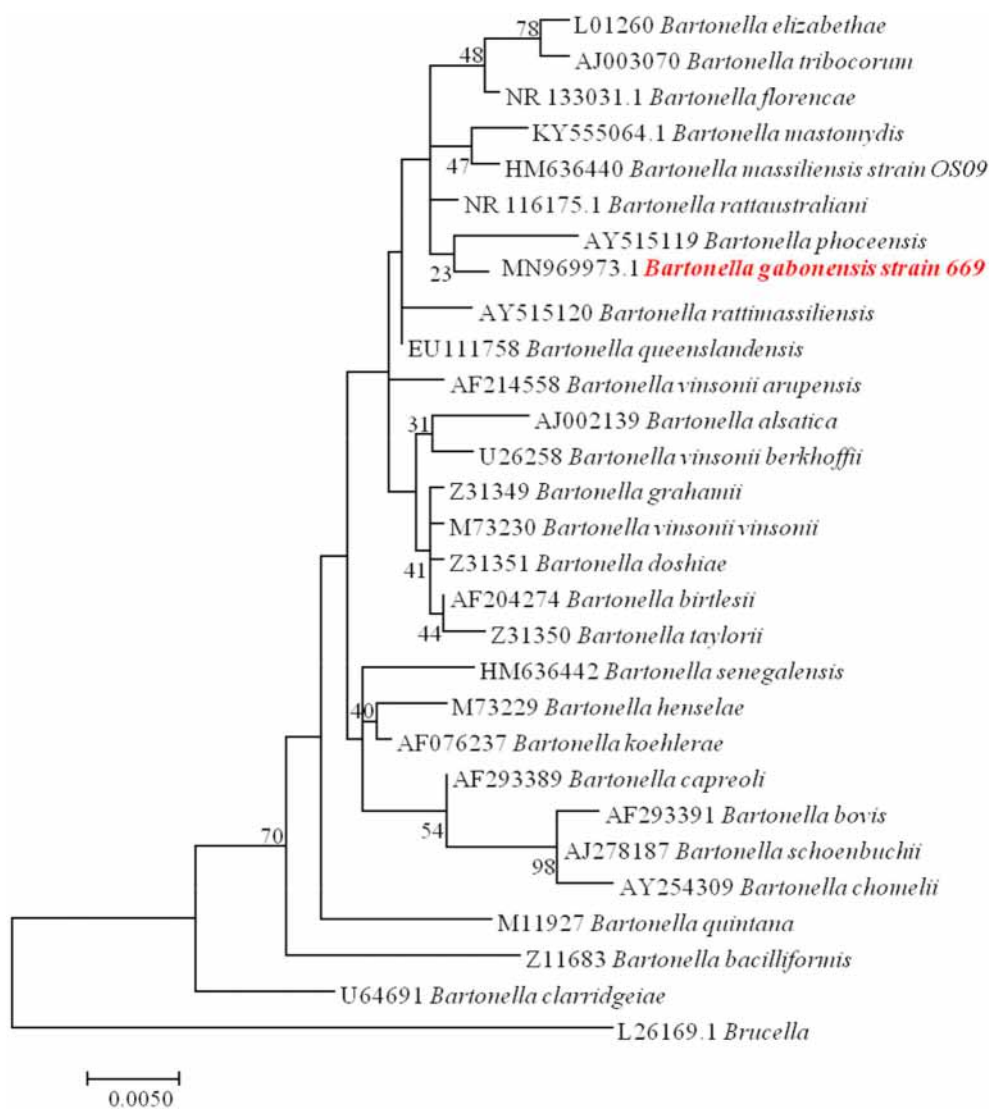 78
L01260 Bartonella elizabethae
48
AJ003070 Bartonella tribocorum
NR 133031.1 Bartonella florencae
KY555064.1 Bartonella mastomydis
47
HM636440 Bartonella massiliensis strain OS09
NR 116175.1 Bartonella rattaustraliani
AY515119 Bartonella phoceensis
23
MN969973.1 Bartonella gabonensis strain 669
AY515120 Bartonella rattimassiliensis
EU111758 Bartonella queenslandensis
AF214558 Bartonella vinsonii arupensis
31
AJ002139 Bartonella alsatica
U26258 Bartonella vinsonii berkhoffii
Z31349 Bartonella grahamii
M73230 Bartonella vinsonii vinsonii
41
Z31351 Bartonella doshiae
AF204274 Bartonella birtlesii
44
Z31350 Bartonella taylorii
HM636442 Bartonella senegalensis
40
M73229 Bartonella henselae
AF076237 Bartonella koehlerae
AF293389 Bartonella capreoli
54
AF293391 Bartonella bovis
70
AJ278187 Bartonella schoenbuchii
98
AY254309 Bartonella chomelii
M11927 Bartonella quintana
Z11683 Bartonella bacilliformis
U64691 Bartonella clarridgeiae
L26169.1 Brucella
0.0050